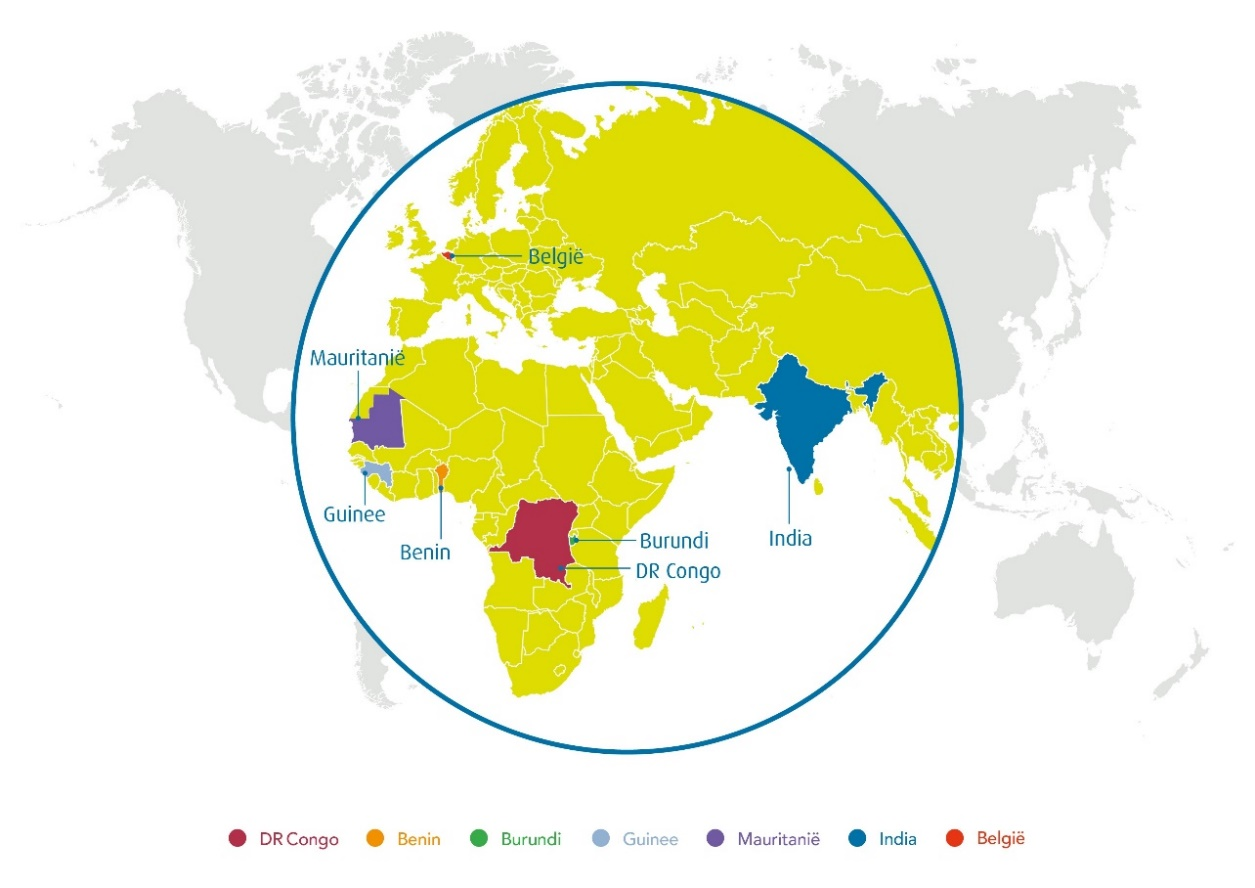 België
Mauritanië
Guinee
Benin
Burundi
DR Congo
India
DR Congo
Benin
Burundi
Guinee
Mauritanië
India
België